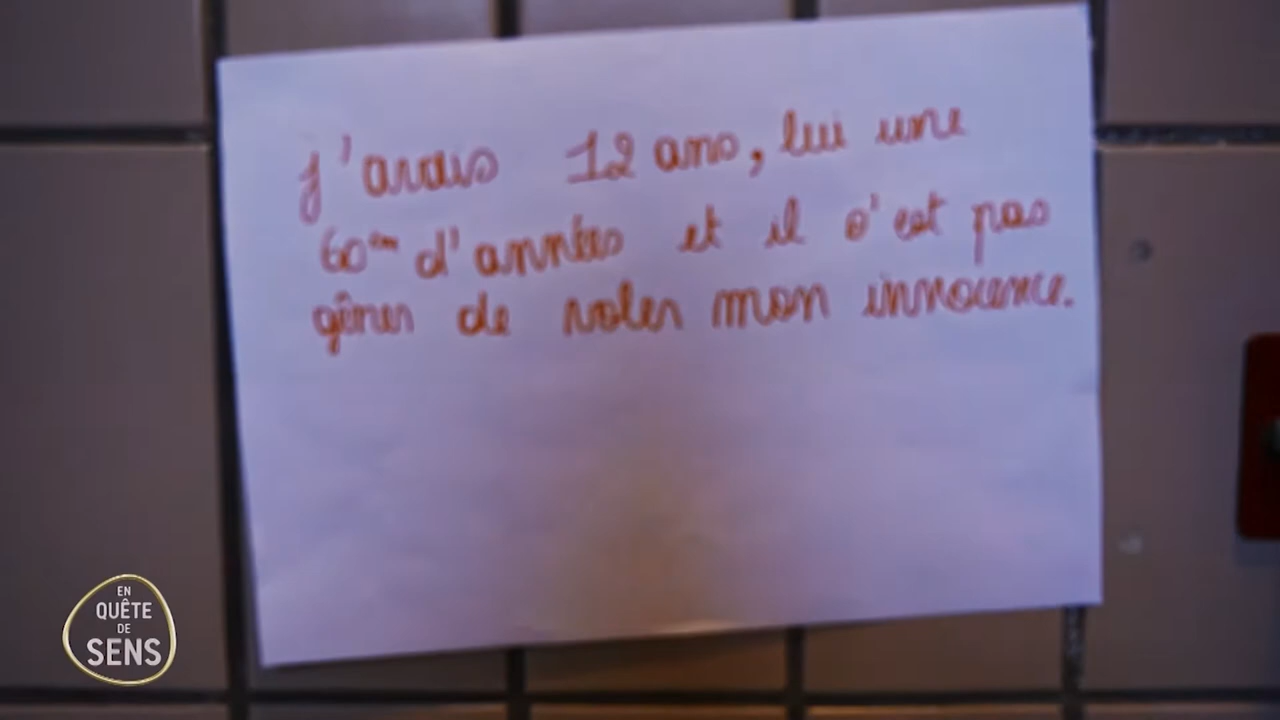 J'avais 12 ans, lui une
60en d'années et il s'est pas
gêner de voler mon innocence.
EN
QUÊTE
DE
SENS